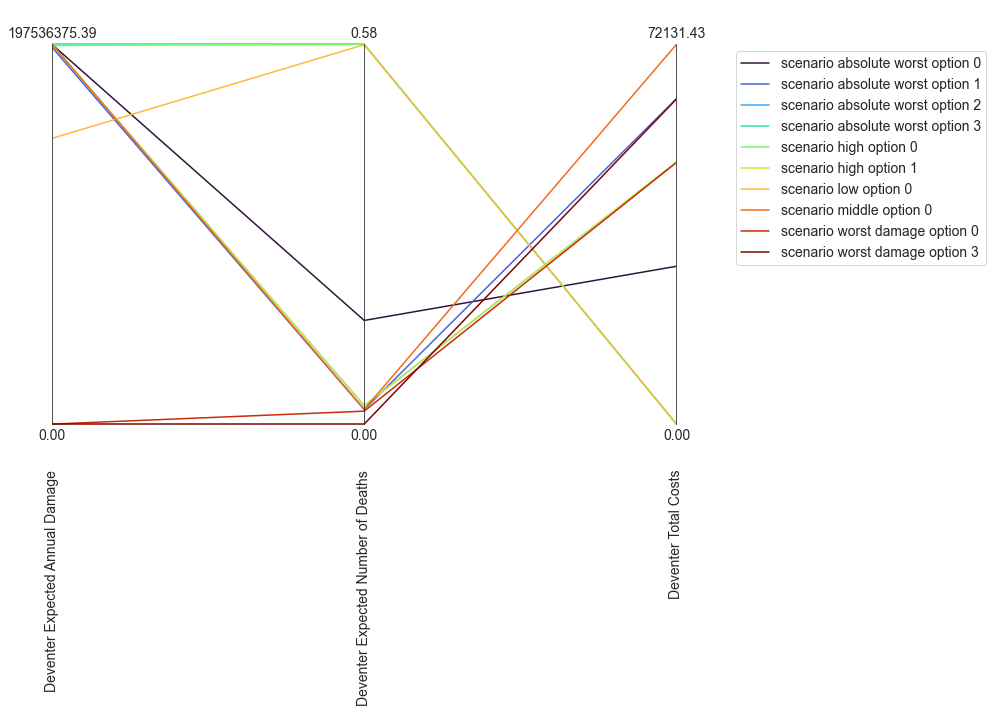 197536375.39
0.58
72131.43
scenario absolute worst option 0
scenario absolute worst option 1
scenario absolute worst option 2
scenario absolute worst option 3
scenario high option 0
scenario high option 1
scenario low option 0
scenario middle option 0
scenario worst damage option 0
scenario worst damage option 3
0.00
0.00
0.00
Deventer Expected Annual Damage
Deventer Expected Number of Deaths
Deventer Total Costs